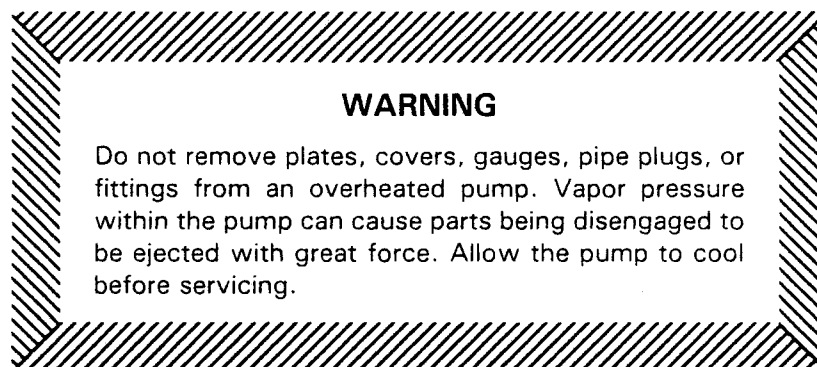 WARNING
Do not remove plates, covers, gauges, pipe plugs, or
fittings from an overheated pump. Vapor pressure
within the pump can cause parts being disengaged to
be ejected with great force. Allow the pump to cool
before servicing.